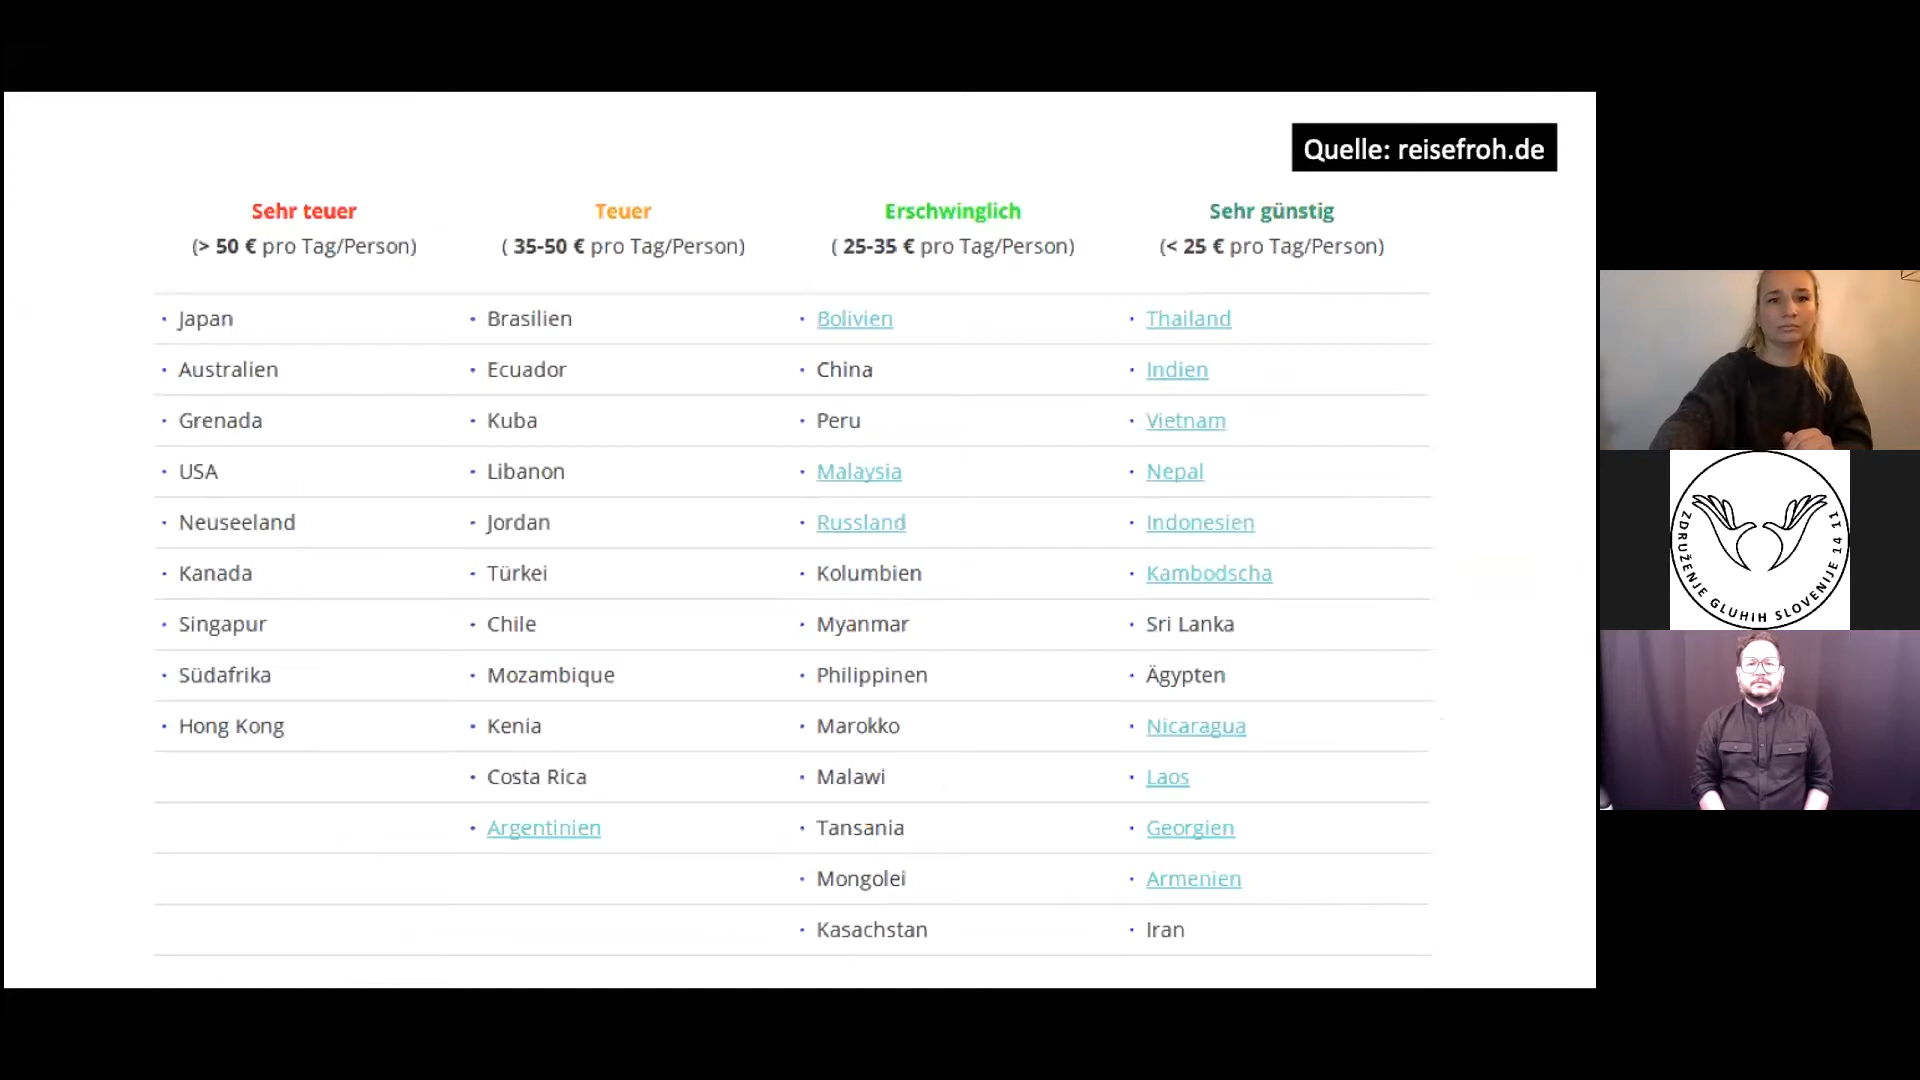 Quelle: reisefroh.de
Sehr teuer Teuer Erschwinglich Sehr günstig
(> 50 € pro Tag/Person) ( 35-50 € pro Tag/Person) ( 25-35 € pro Tag/Person) (< 25 € pro Tag/Person)
· Japan · Brasilien · Bolivien · Thailand
· Australien · Ecuador · China · Indien
· Grenada · Kuba · Peru · Vietnam
· USA · Libanon · Malaysia · Nepal
· Neuseeland · Jordan · Russland · Indonesien
· Kanada · Türkei · Kolumbien · Kambodscha
· Singapur · Chile · Myanmar · Sri Lanka
· Südafrika · Mozambique · Philippinen · Ägypten
· Hong Kong · Kenia · Marokko · Nicaragua
· Costa Rica · Malawi · Laos
· Argentinien · Tansania · Georgien
· Mongolei · Armenien
· Kasachstan · Iran
ZDRUŽENJE GLUHIH SLOVENIJE 14 11